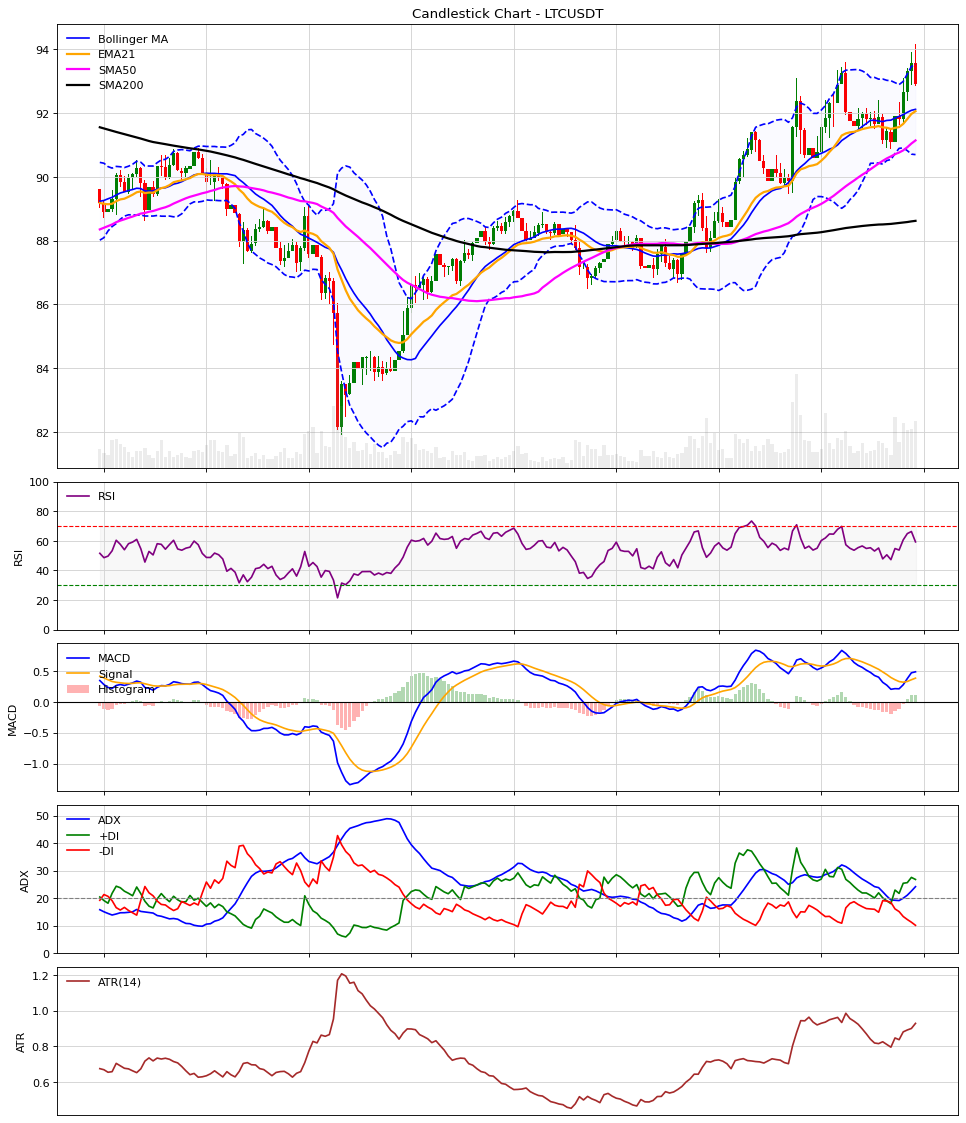 Candlestick Chart - LTCUSDT
Bollinger MA
EMA21
SMA50
SMA200
94
92
90
88
86
84
82
RSI
RSI
100
80
60
40
20
0
MACD
Signal
Histogram
MACD
0.5
0.0
−0.5
−1.0
ADX
+DI
-DI
ADX
50
40
30
20
10
0
ATR(14)
ATR
1.2
1.0
0.8
0.6